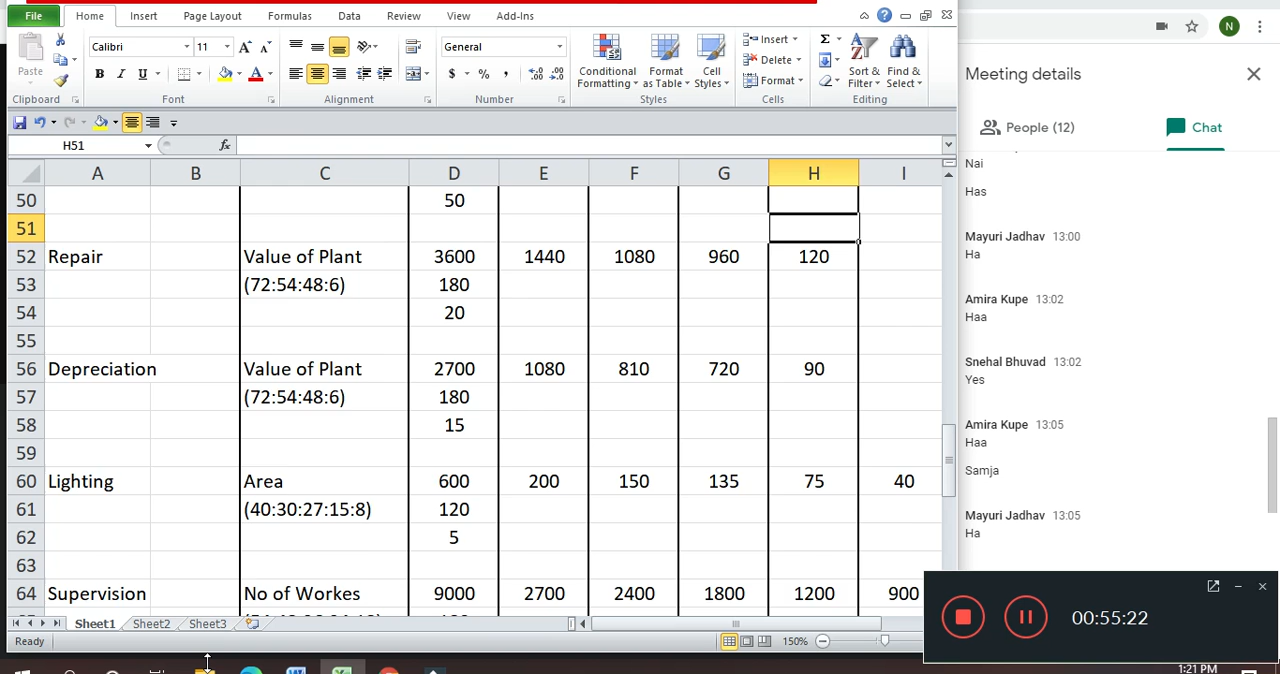 File Home Insert Page Layout Formulas Data Review View Add-Ins
Calibri 11 General Insert
Paste B I U $ % , Conditional Format Cell Delete Sort & Find &
Formatting as Table Styles Format Filter Select
Clipboard Font Alignment Number Styles Cells Editing
H51 fx
A B C D E F G H I
50 50
51
52 Repair Value of Plant 3600 1440 1080 960 120
53 (72:54:48:6) 180
54 20
55
56 Depreciation Value of Plant 2700 1080 810 720 90
57 (72:54:48:6) 180
58 15
59
60 Lighting Area 600 200 150 135 75 40
61 (40:30:27:15:8) 120
62 5
63
64 Supervision No of Workes 9000 2700 2400 1800 1200 900
Sheet1 Sheet2 Sheet3
Ready 150%
N
Meeting details
People (12) Chat
Nai
Has
Mayuri Jadhav 13:00
Ha
Amira Kupe 13:02
Haa
Snehal Bhuvad 13:02
Yes
Amira Kupe 13:05
Haa
Samja
Mayuri Jadhav 13:05
Ha
00:55:22
1:21 PM